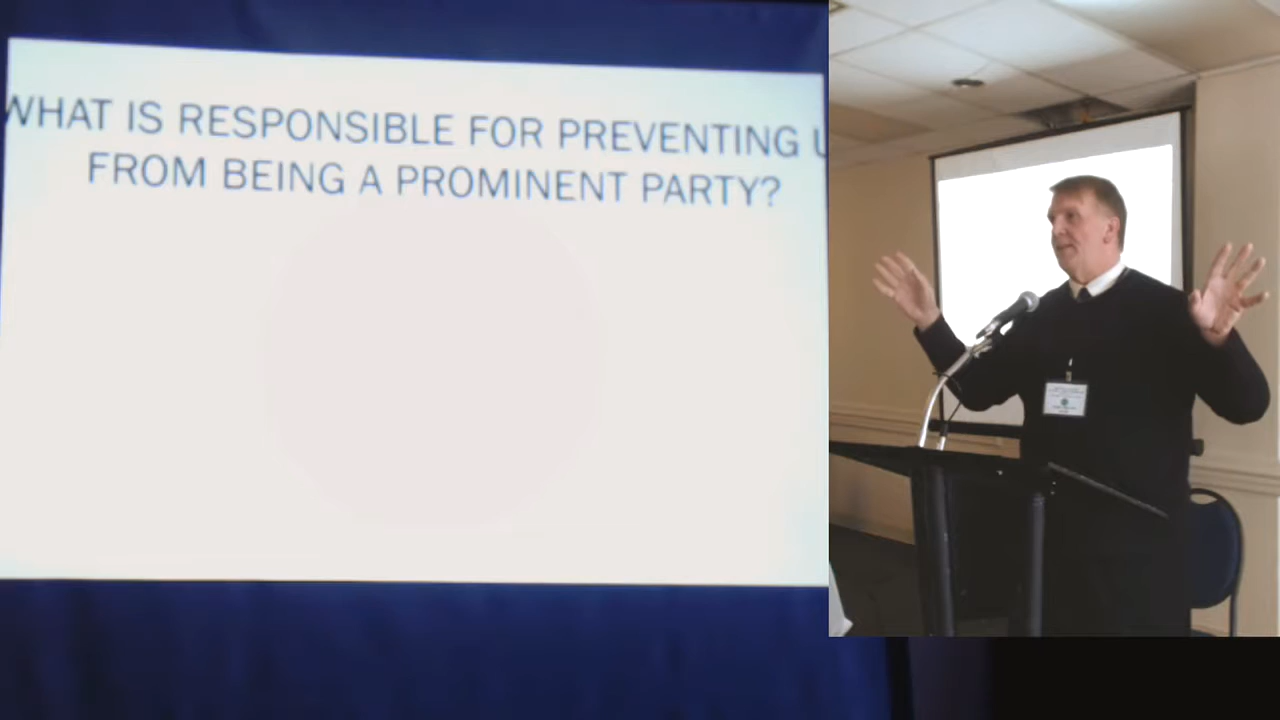 WHAT IS RESPONSIBLE FOR PREVENTING U
FROM BEING A PROMINENT PARTY?